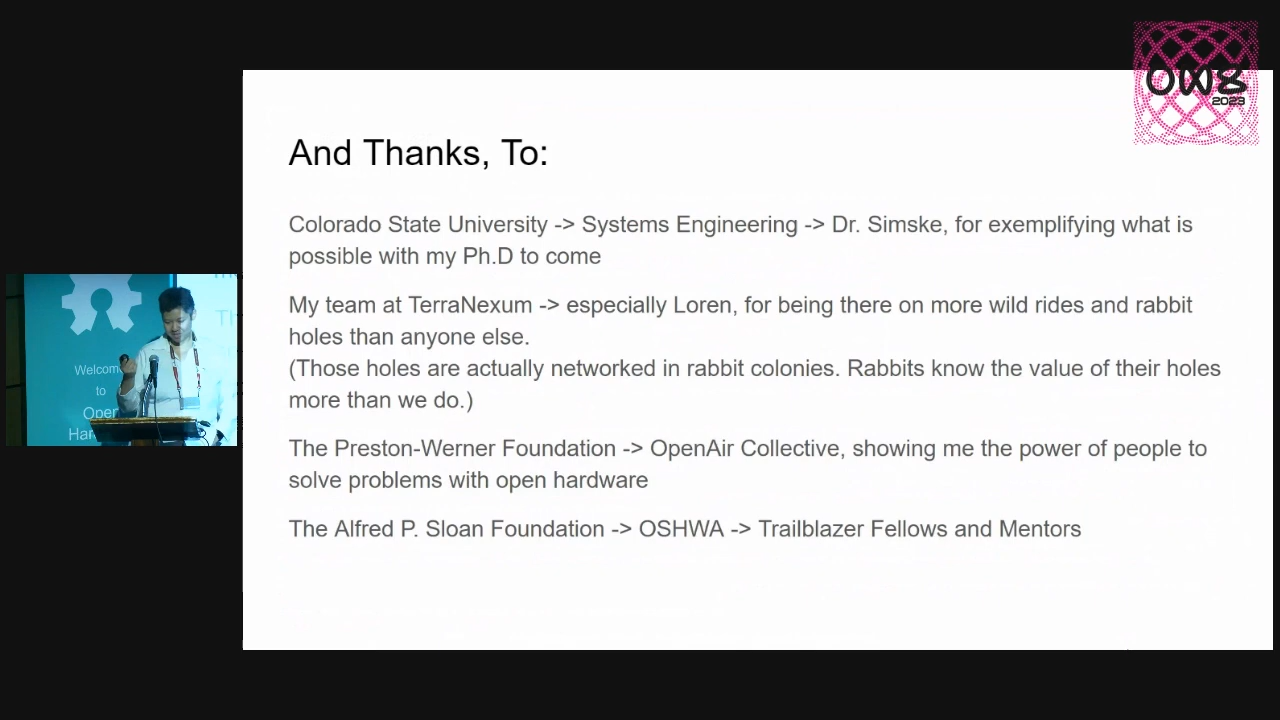 OW8
2023
And Thanks, To:
Colorado State University -> Systems Engineering -> Dr. Simske, for exemplifying what is
possible with my Ph.D to come
My team at TerraNexum -> especially Loren, for being there on more wild rides and rabbit
holes than anyone else.
(Those holes are actually networked in rabbit colonies. Rabbits know the value of their holes
more than we do.)
The Preston-Werner Foundation -> OpenAir Collective, showing me the power of people to
solve problems with open hardware
The Alfred P. Sloan Foundation -> OSHWA -> Trailblazer Fellows and Mentors
Welcom
to
Open
Har